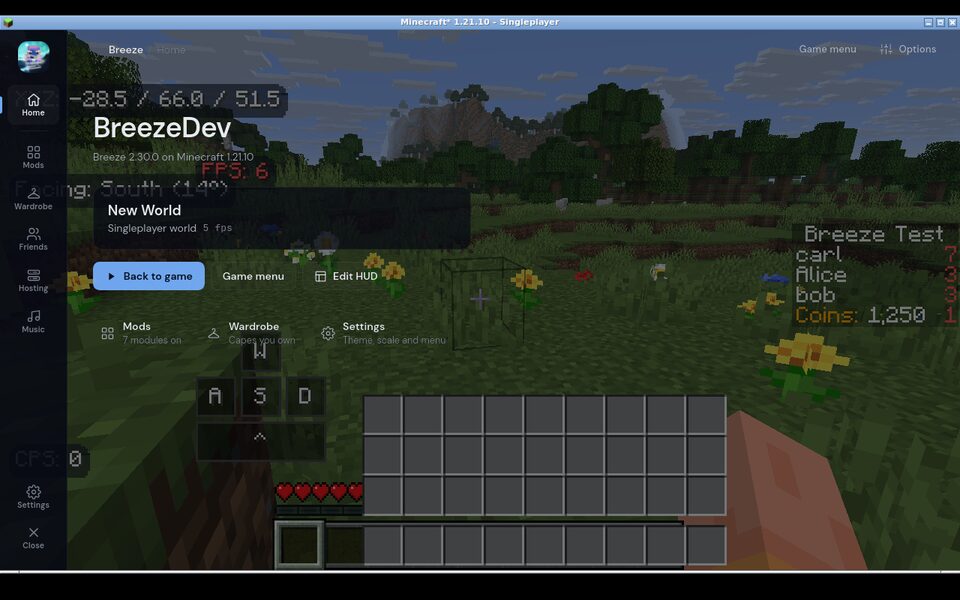 Minecraft* 1.21.10 - Singleplayer
Breeze / Home
Game menu
Options
-28.5 / 66.0 / 51.5
Home
BreezeDev
Breeze 2.30.0 on Minecraft 1.21.10
FPS: 6
Mods
Facing: South (149)
Wardrobe
New World
Singleplayer world 5 fps
Friends
Breeze Test
carl 7
Alice 3
bob 3
Coins: 1,250 1
Back to game
Game menu
Edit HUD
Hosting
Music
Mods
7 modules on
Wardrobe
Capes you own
Settings
Theme, scale and menu
W
A S D
^
CPS: 0
Settings
Close